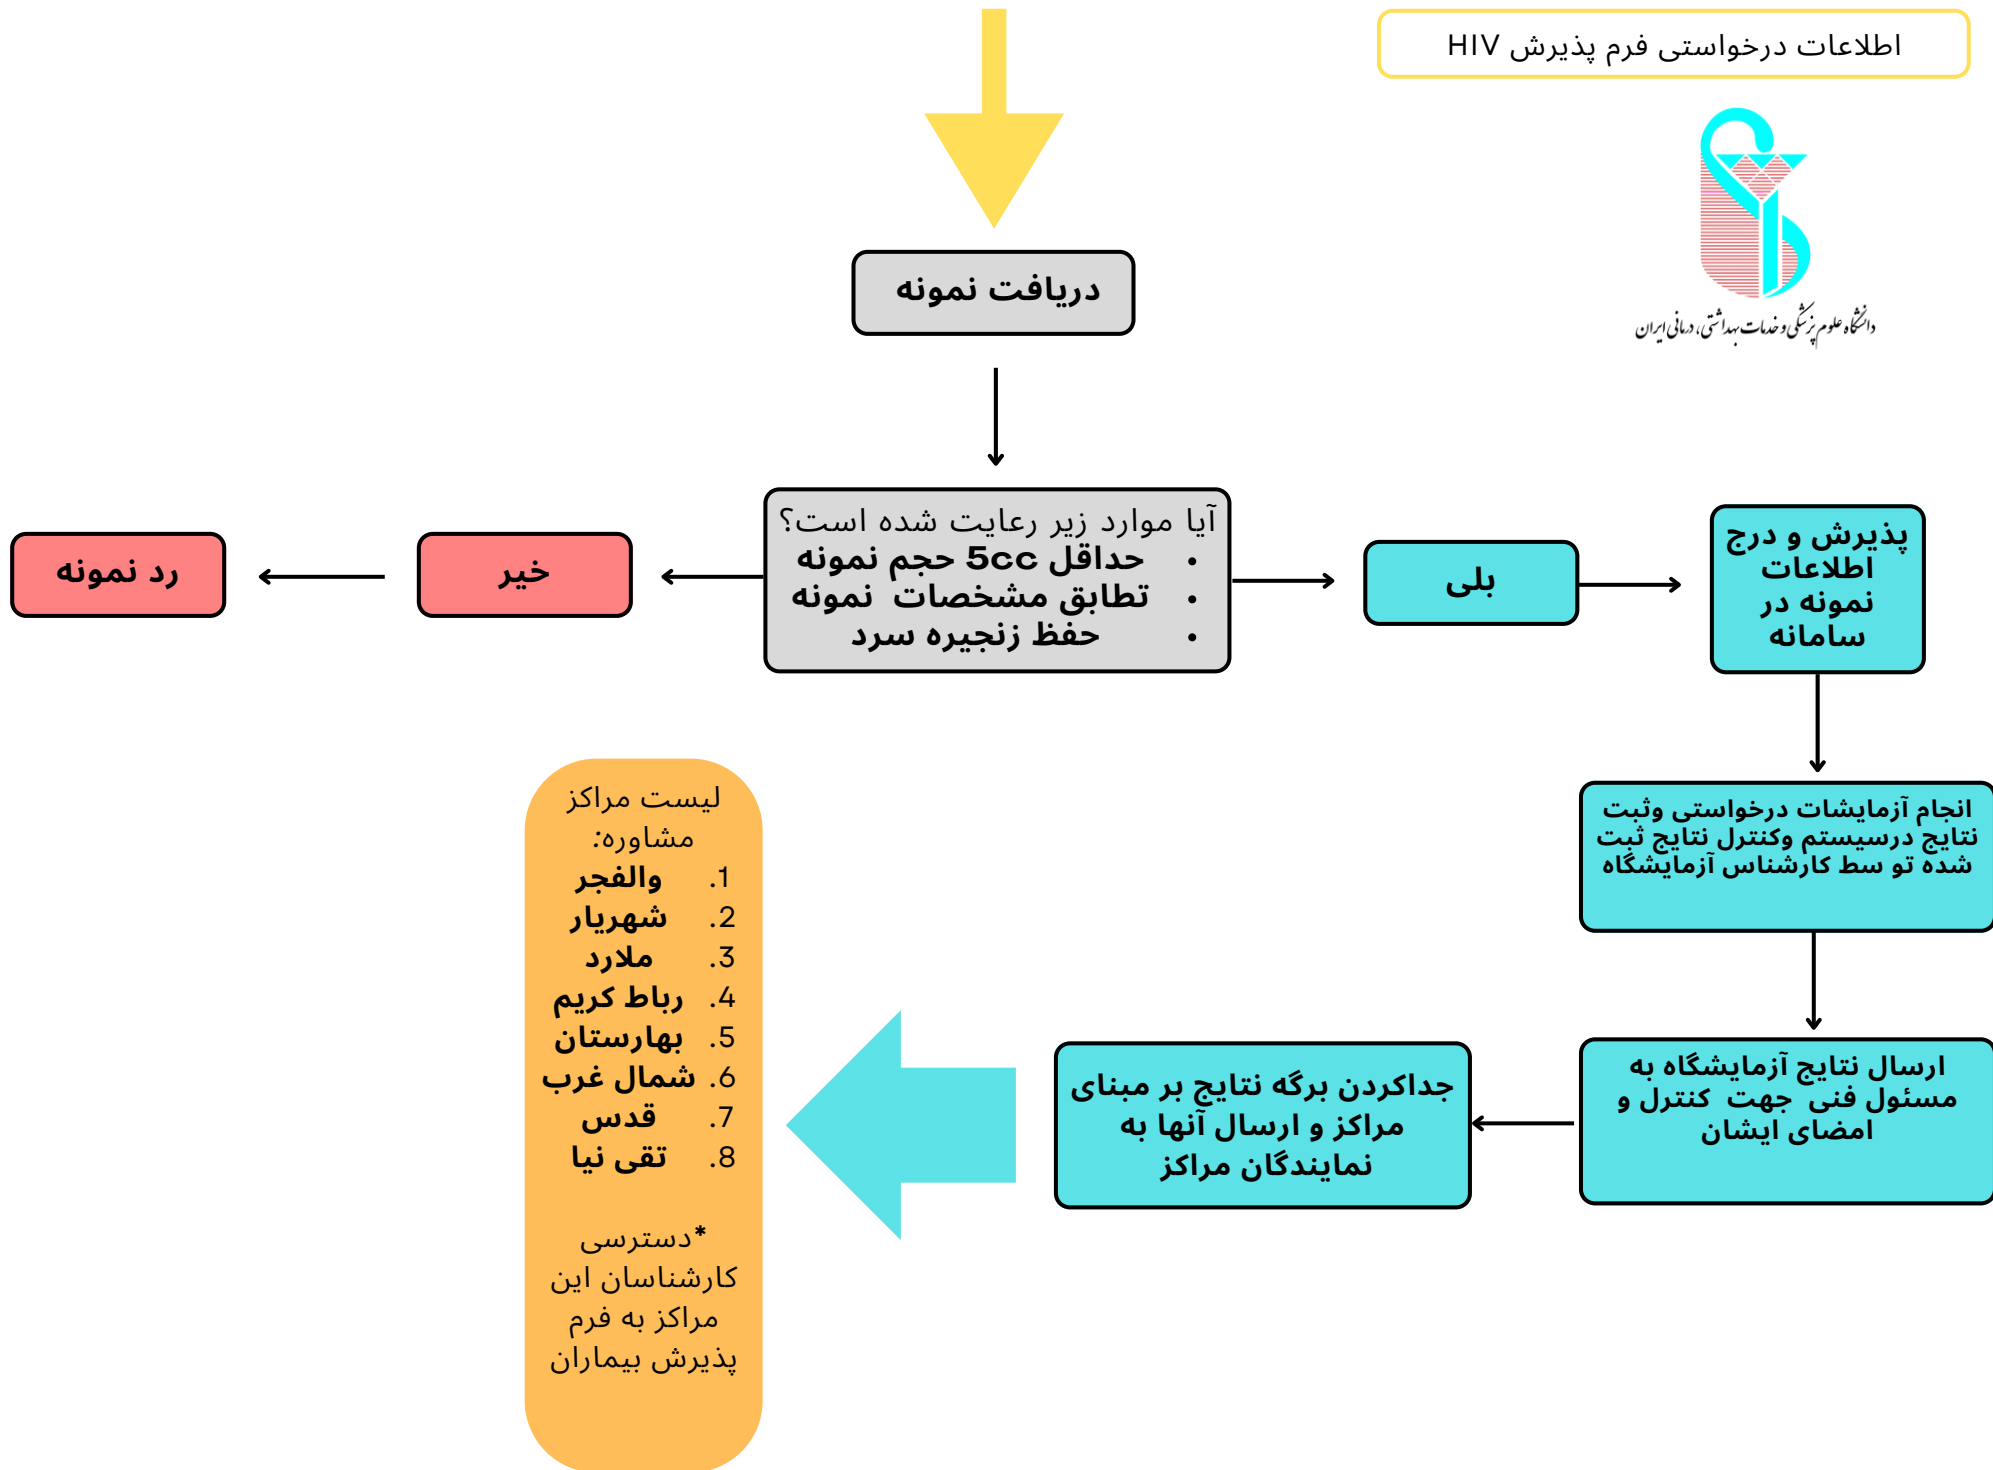 اطلاعات درخواستی فرم پذیرش HIV
دانشگاه علوم پزشکی و خدمات بهداشتی، درمانی ایران
دریافت نمونه
آیا موارد زیر رعایت شده است؟
• حداقل 5cc حجم نمونه
• تطابق مشخصات نمونه
• حفظ زنجیره سرد
خیر
رد نمونه
بلی
پذیرش و درج
اطلاعات
نمونه در
سامانه
انجام آزمایشات درخواستی وثبت
نتایج درسیستم وکنترل نتایج ثبت
شده تو سط کارشناس آزمایشگاه
ارسال نتایج آزمایشگاه به
مسئول فنی جهت کنترل و
امضای ایشان
جداکردن برگه نتایج بر مبنای
مراکز و ارسال آنها به
نمایندگان مراکز
لیست مراکز
مشاوره:
1. والفجر
2. شهریار
3. ملارد
4. رباط کریم
5. بهارستان
6. شمال غرب
7. قدس
8. تقی نیا
*دسترسی
کارشناسان این
مراکز به فرم
پذیرش بیماران